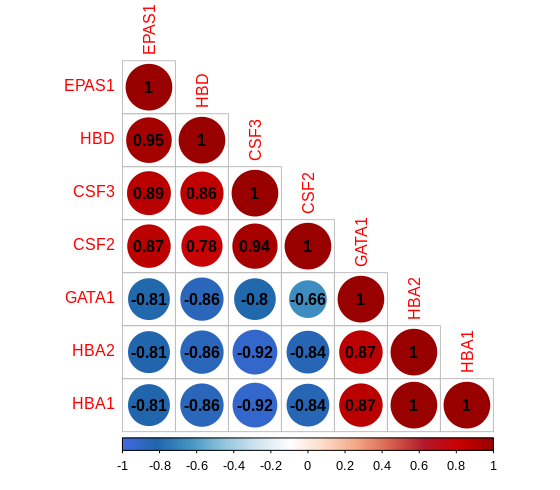 EPAS1
EPAS1 1 HBD
HBD 0.95 1 CSF3
CSF3 0.89 0.86 1 CSF2
CSF2 0.87 0.78 0.94 1 GATA1
GATA1 -0.81 -0.86 -0.8 -0.66 1 HBA2
HBA2 -0.81 -0.86 -0.92 -0.84 0.87 1 HBA1
HBA1 -0.81 -0.86 -0.92 -0.84 0.87 1 1
-1 -0.8 -0.6 -0.4 -0.2 0 0.2 0.4 0.6 0.8 1